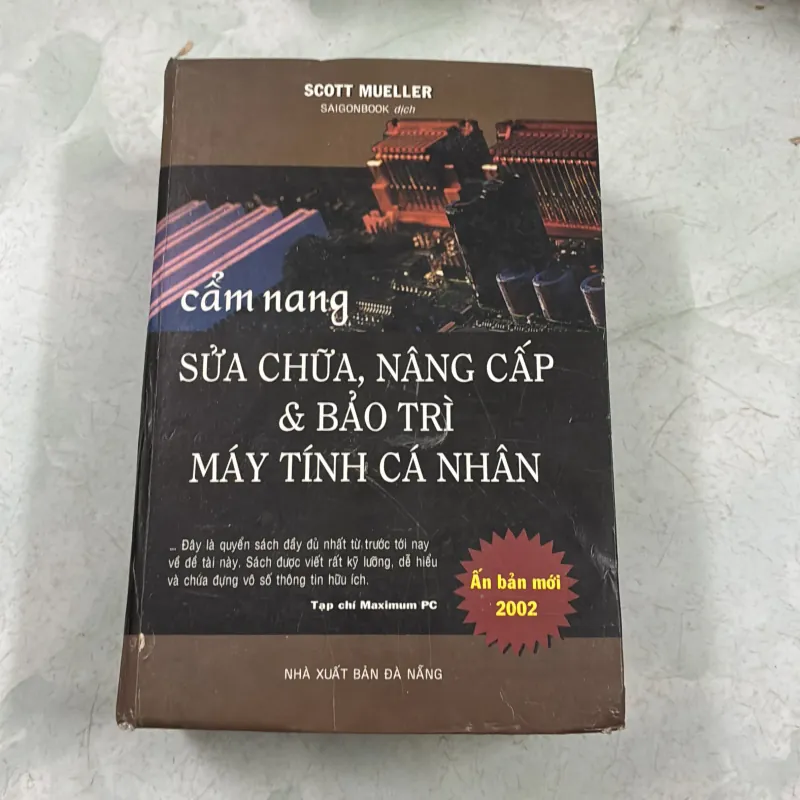 SCOTT MUELLER
SAIGONBOOK dịch
cẩm nang
SỬA CHỮA, NÂNG CẤP
& BẢO TRÌ
MÁY TÍNH CÁ NHÂN
... Đây là quyển sách đầy đủ nhất từ trước tới nay
về đề tài này. Sách được viết rất kỹ lưỡng, dễ hiểu
và chứa đựng vô số thông tin hữu ích.
Tạp chí Maximum PC
Ấn bản mới
2002
NHÀ XUẤT BẢN ĐÀ NẴNG